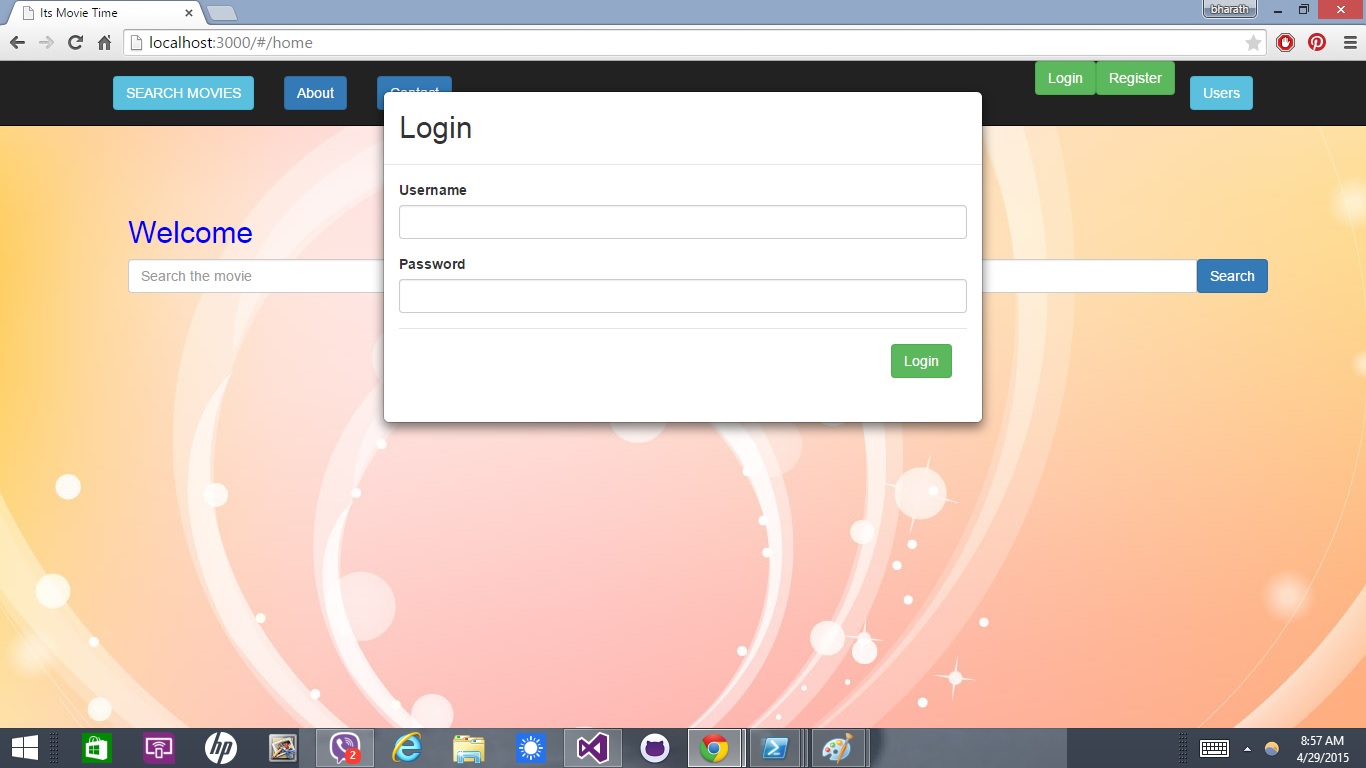 Its Movie Time
bharath
localhost:3000/#/home
SEARCH MOVIES
About
Contact
Login
Register
Users
Login
Username
Password
Login
Welcome
Search the movie
Search
2
8:57 AM
4/29/2015